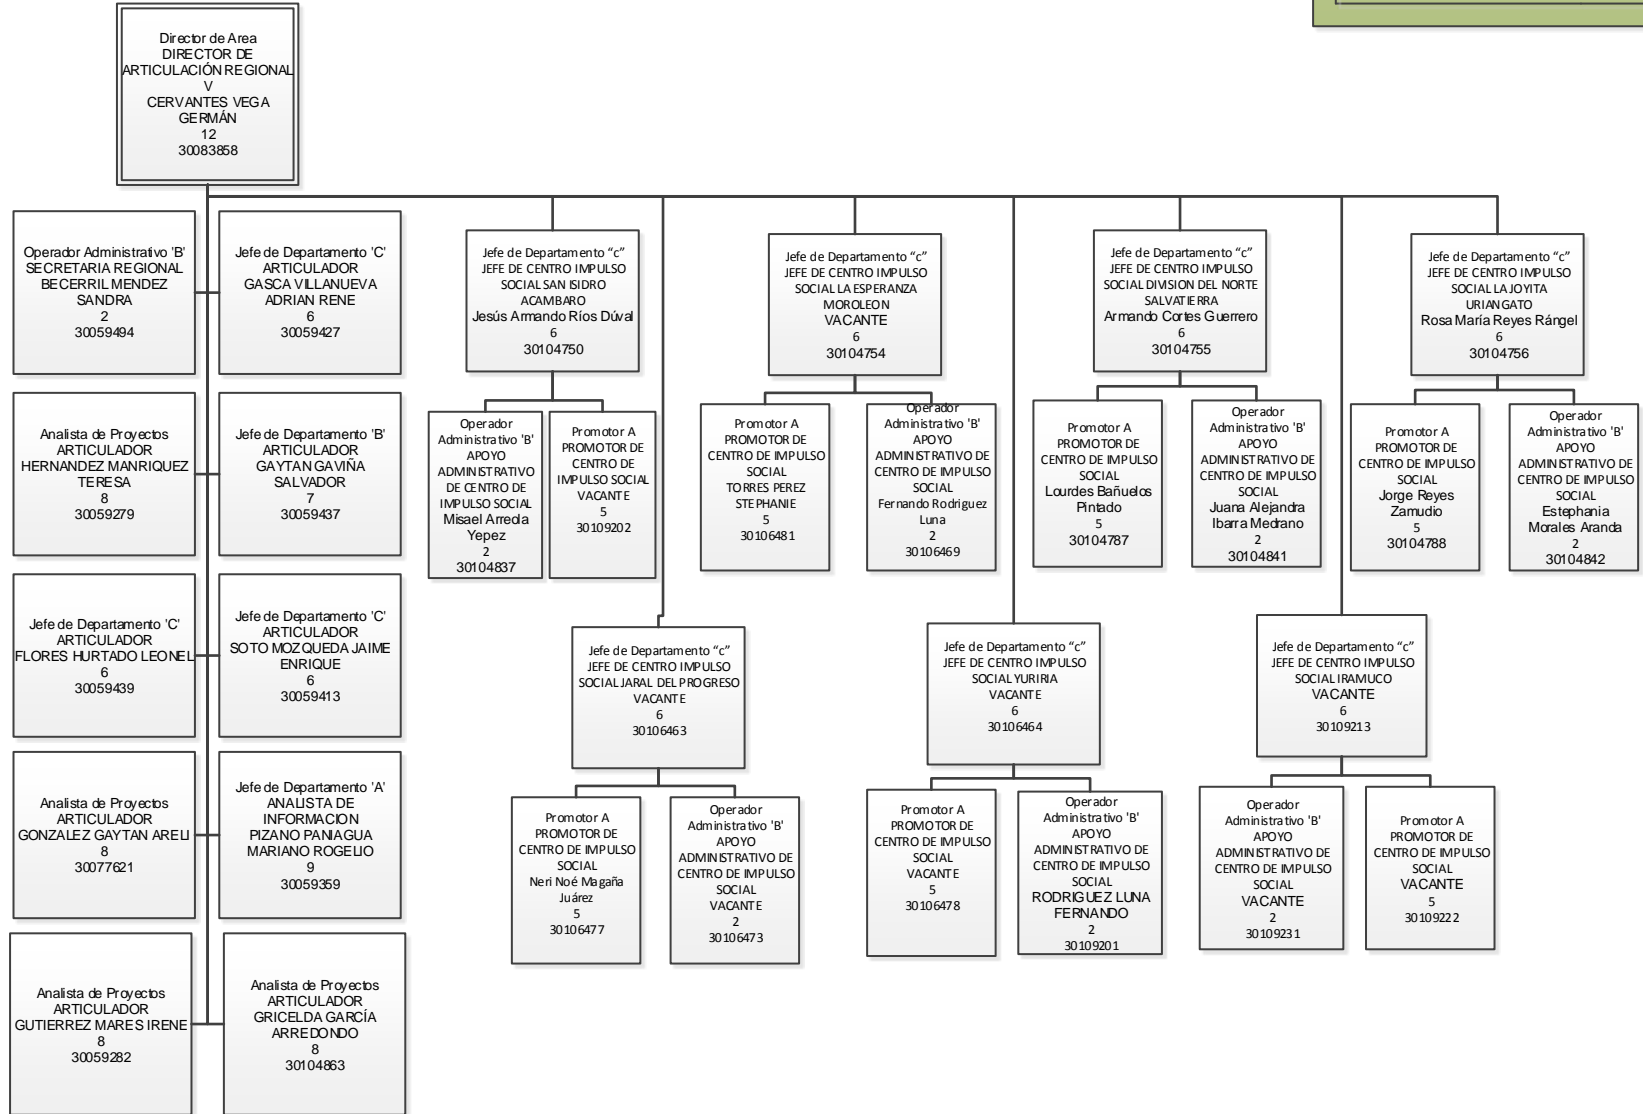 Director de Area
DIRECTOR DE
ARTICULACIÓN REGIONAL
V
CERVANTES VEGA
GERMÁN
12
30083858
Operador Administrativo 'B'
SECRETARIA REGIONAL
BECERRIL MENDEZ
SANDRA
2
30059494
Jefe de Departamento 'C'
ARTICULADOR
GASCA VILLANUEVA
ADRIAN RENE
6
30059427
Analista de Proyectos
ARTICULADOR
HERNANDEZ MANRIQUEZ
TERESA
8
30059279
Jefe de Departamento 'B'
ARTICULADOR
GAYTAN GAVIÑA
SALVADOR
7
30059437
Jefe de Departamento 'C'
ARTICULADOR
FLORES HURTADO LEONEL
6
30059439
Jefe de Departamento 'C'
ARTICULADOR
SOTO MOZQUEDA JAIME
ENRIQUE
6
30059413
Analista de Proyectos
ARTICULADOR
GONZALEZ GAYTAN ARELI
8
30077621
Jefe de Departamento 'A'
ANALISTA DE
INFORMACION
PIZANO PANIAGUA
MARIANO ROGELIO
9
30059359
Analista de Proyectos
ARTICULADOR
GUTIERREZ MARES IRENE
8
30059282
Analista de Proyectos
ARTICULADOR
GRICELDA GARCÍA
ARREDONDO
8
30104863
Jefe de Departamento “c”
JEFE DE CENTRO IMPULSO
SOCIAL SAN ISIDRO
ACAMBARO
Jesús Armando Ríos Dúval
6
30104750
Operador
Administrativo 'B'
APOYO
ADMINISTRATIVO
DE CENTRO DE
IMPULSO SOCIAL
Misael Arreola
Yepez
2
30104837
Promotor A
PROMOTOR DE
CENTRO DE
IMPULSO SOCIAL
VACANTE
5
30109202
Jefe de Departamento “c”
JEFE DE CENTRO IMPULSO
SOCIAL LA ESPERANZA
MOROLEON
VACANTE
6
30104754
Promotor A
PROMOTOR DE
CENTRO DE IMPULSO
SOCIAL
TORRES PEREZ
STEPHANIE
5
30106481
Operador
Administrativo 'B'
APOYO
ADMINISTRATIVO DE
CENTRO DE IMPULSO
SOCIAL
Fernando Rodriguez
Luna
2
30106469
Jefe de Departamento “c”
JEFE DE CENTRO IMPULSO
SOCIAL DIVISION DEL NORTE
SALVATIERRA
Armando Cortes Guerrero
6
30104755
Promotor A
PROMOTOR DE
CENTRO DE IMPULSO
SOCIAL
Lourdes Bañuelos
Pintado
5
30104787
Operador
Administrativo 'B'
APOYO
ADMINISTRATIVO DE
CENTRO DE IMPULSO
SOCIAL
Juana Alejandra
Ibarra Medrano
2
30104841
Jefe de Departamento “c”
JEFE DE CENTRO IMPULSO
SOCIAL LA JOYITA
URIANGATO
Rosa María Reyes Rángel
6
30104756
Promotor A
PROMOTOR DE
CENTRO DE IMPULSO
SOCIAL
Jorge Reyes
Zamudio
5
30104788
Operador
Administrativo 'B'
APOYO
ADMINISTRATIVO DE
CENTRO DE IMPULSO
SOCIAL
Estephania
Morales Aranda
2
30104842
Jefe de Departamento “c”
JEFE DE CENTRO IMPULSO
SOCIAL JARAL DEL PROGRESO
VACANTE
6
30106463
Promotor A
PROMOTOR DE
CENTRO DE IMPULSO
SOCIAL
Neri Noé Magaña
Juárez
5
30106477
Operador
Administrativo 'B'
APOYO
ADMINISTRATIVO DE
CENTRO DE IMPULSO
SOCIAL
VACANTE
2
30106473
Jefe de Departamento “c”
JEFE DE CENTRO IMPULSO
SOCIAL YURIRIA
VACANTE
6
30106464
Promotor A
PROMOTOR DE
CENTRO DE IMPULSO
SOCIAL
VACANTE
5
30106478
Operador
Administrativo 'B'
APOYO
ADMINISTRATIVO DE
CENTRO DE IMPULSO
SOCIAL
RODRIGUEZ LUNA
FERNANDO
2
30109201
Jefe de Departamento “c”
JEFE DE CENTRO IMPULSO
SOCIAL IRAMUCO
VACANTE
6
30109213
Operador
Administrativo 'B'
APOYO
ADMINISTRATIVO DE
CENTRO DE IMPULSO
SOCIAL
VACANTE
2
30109231
Promotor A
PROMOTOR DE
CENTRO DE IMPULSO
SOCIAL
VACANTE
5
30109222